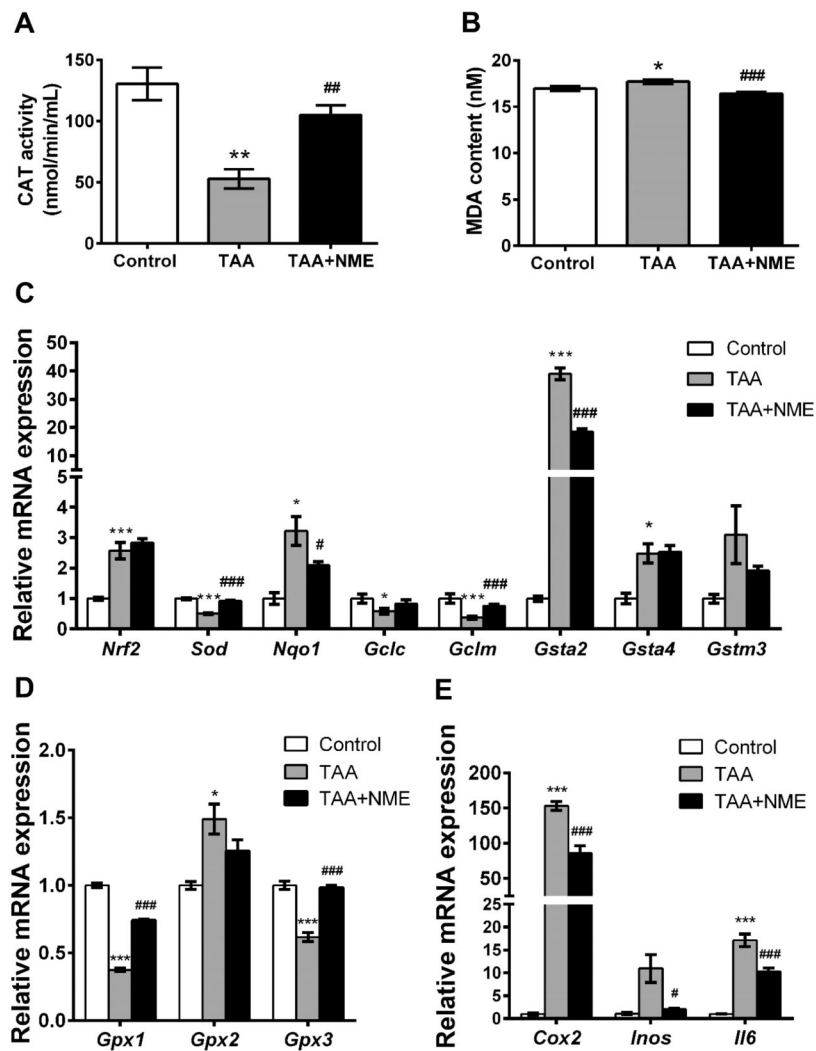 A
CAT activity
(nmol/min/mL)
150
100
50
0
**
##
Control TAA TAA+NME
B
MDA content (nM)
20
15
10
5
0
*
###
Control TAA TAA+NME
C
Relative mRNA expression
50
40
30
20
10
5
4
3
2
1
0
Control
TAA
TAA+NME
***
***
###
*
#
*
***
###
***
###
*
Nrf2 Sod Nqo1 Gclc Gclm Gsta2 Gsta4 Gstm3
D
Relative mRNA expression
2.0
1.5
1.0
0.5
0.0
Control
TAA
TAA+NME
***
###
*
***
###
Gpx1 Gpx2 Gpx3
E
Relative mRNA expression
200
150
100
50
25
20
15
10
5
0
Control
TAA
TAA+NME
***
###
#
***
###
Cox2 Inos Il6